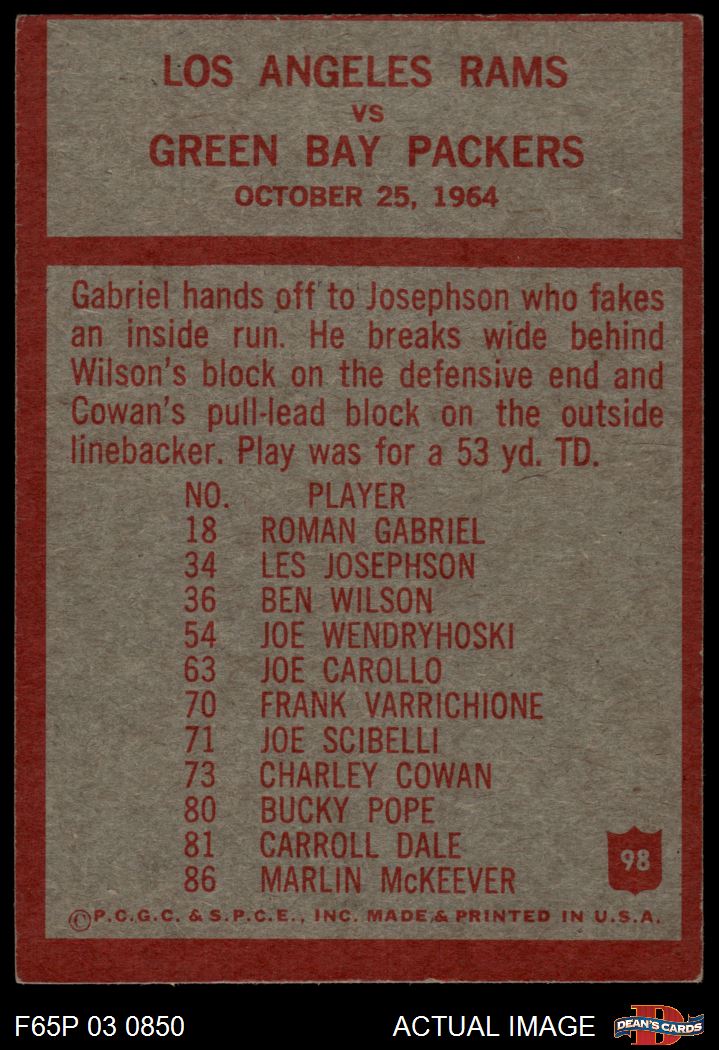 LOS ANGELES RAMS
VS
GREEN BAY PACKERS
OCTOBER 25, 1964
Gabriel hands off to Josephson who fakes
an inside run. He breaks wide behind
Wilson's block on the defensive end and
Cowan's pull-lead block on the outside
linebacker. Play was for a 53 yd. TD.
NO. PLAYER
18 ROMAN GABRIEL
34 LES JOSEPHSON
36 BEN WILSON
54 JOE WENDRYHOSKI
63 JOE CAROLLO
70 FRANK VARRICHIONE
71 JOE SCIBELLI
73 CHARLEY COWAN
80 BUCKY POPE
81 CARROLL DALE
86 MARLIN McKEEVER
98
©P.C.G.C. & S.P.C.E., INC. MADE & PRINTED IN U.S.A.
F65P 03 0850 ACTUAL IMAGE
D
DEAN'S CARDS